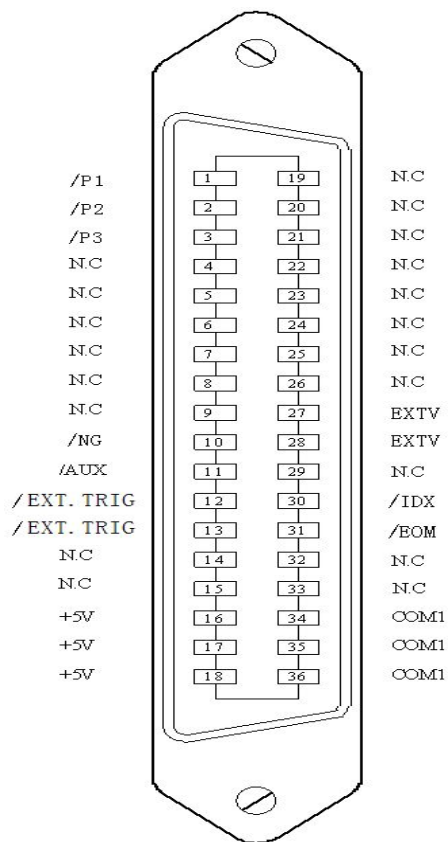 /P1 1 19 N.C
/P2 2 20 N.C
/P3 3 21 N.C
N.C 4 22 N.C
N.C 5 23 N.C
N.C 6 24 N.C
N.C 7 25 N.C
N.C 8 26 N.C
N.C 9 27 EXTV
/NG 10 28 EXTV
/AUX 11 29 N.C
/EXT. TRIG 12 30 /IDX
/EXT. TRIG 13 31 /EOM
N.C 14 32 N.C
N.C 15 33 N.C
+5V 16 34 COM1
+5V 17 35 COM1
+5V 18 36 COM1